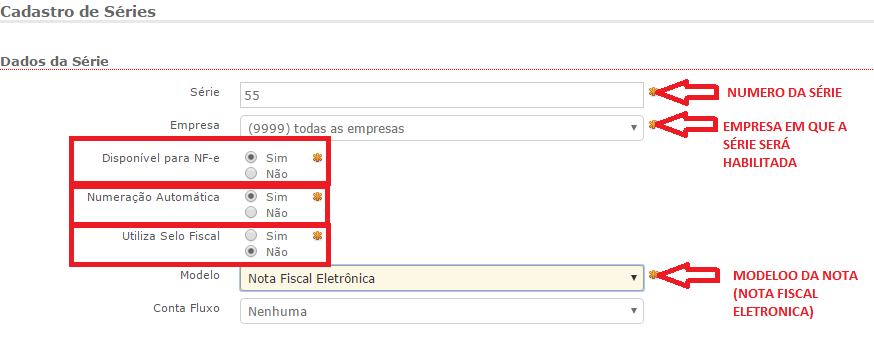 Cadastro de Séries
Dados da Série
Série 55 NUMERO DA SÉRIE
Empresa (9999) todas as empresas EMPRESA EM QUE A
SÉRIE SERÁ
HABILITADA
Disponível para NF-e Sim
Não
Numeração Automática Sim
Não
Utiliza Selo Fiscal Sim
Não
Modelo Nota Fiscal Eletrônica MODELOO DA NOTA
(NOTA FISCAL
ELETRONICA)
Conta Fluxo Nenhuma